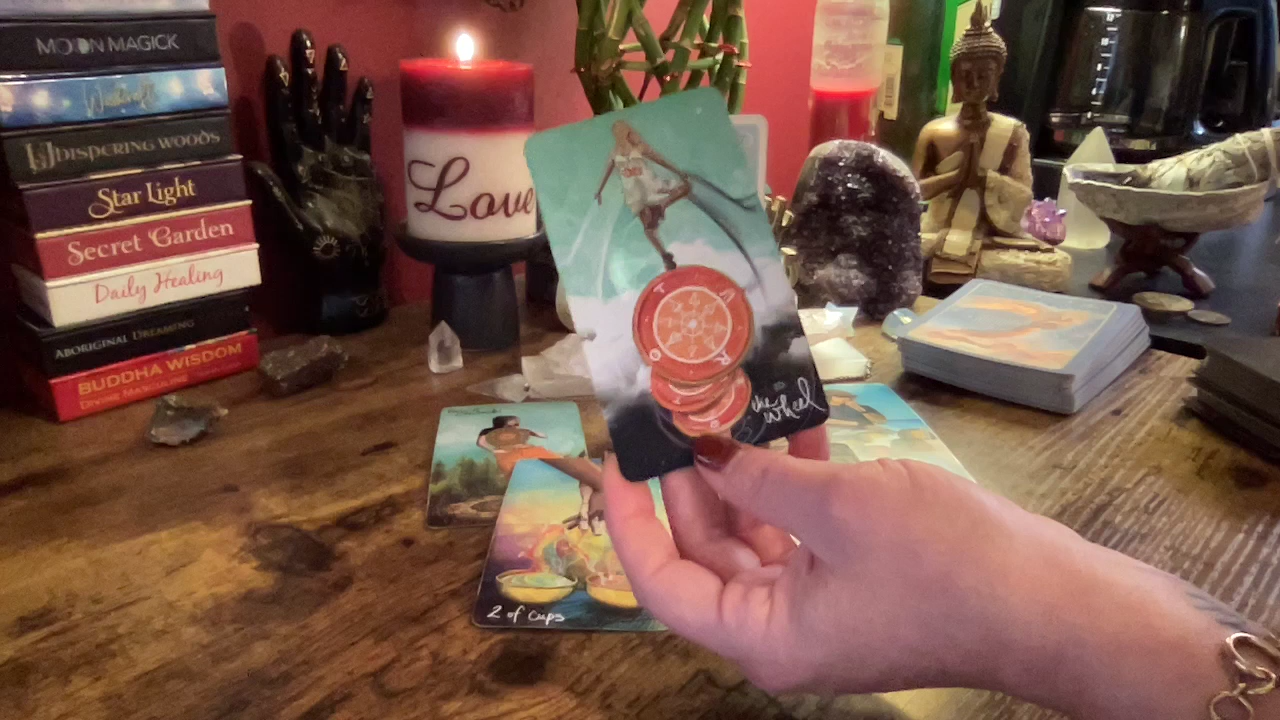 MOON MAGICK
WHISPERING WOODS
STAR LIGHT
Secret Garden
Daily Healing
ABORIGINAL DREAMING
BUDDHA WISDOM
DIVINE MASCULINE
Love
T A R O
the
Wheel
2 of cups